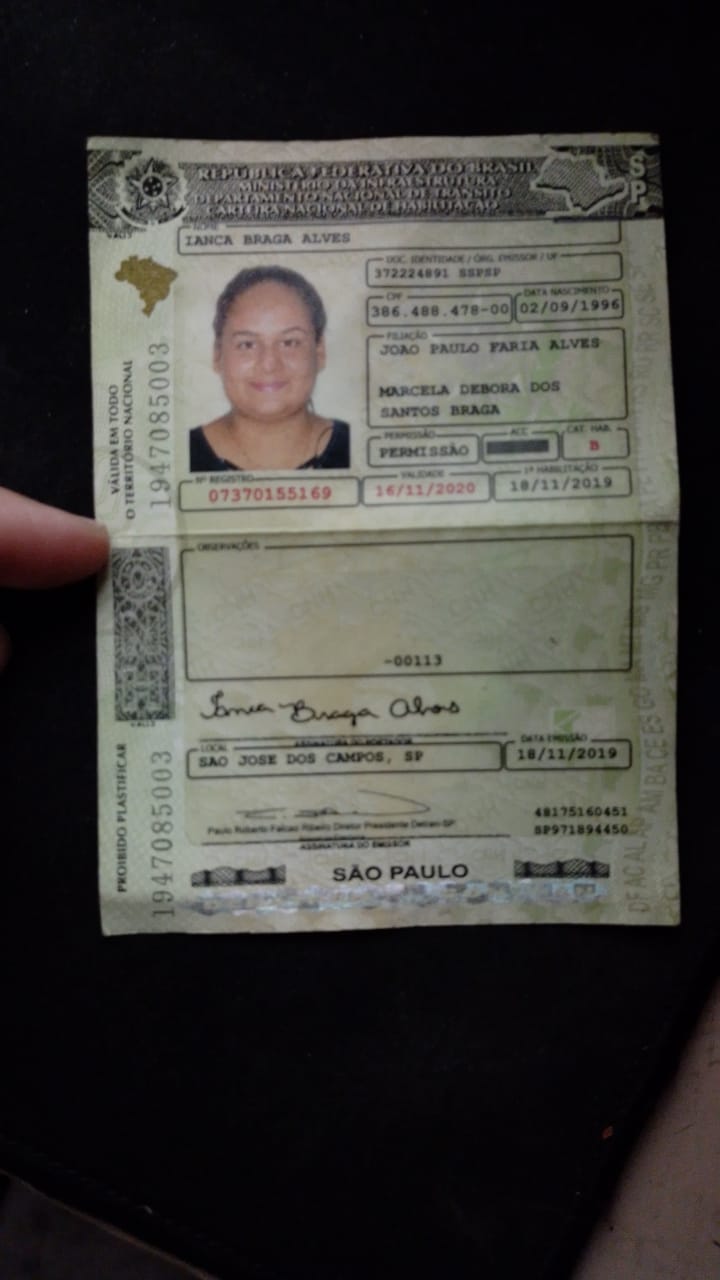 REPÚBLICA FEDERATIVA DO BRASIL
MINISTÉRIO DA INFRAESTRUTURA
DEPARTAMENTO NACIONAL DE TRÂNSITO
CARTEIRA NACIONAL DE HABILITAÇÃO
SP
NOME
IANCA BRAGA ALVES
DOC. IDENTIDADE / ÓRG. EMISSOR / UF
372224891 SSPSP
CPF
DATA NASCIMENTO
386.488.478-00
02/09/1996
FILIAÇÃO
JOAO PAULO FARIA ALVES
MARCELA DEBORA DOS
SANTOS BRAGA
PERMISSÃO
ACC
CAT. HAB.
PERMISSÃO
B
Nº REGISTRO
VALIDADE
1ª HABILITAÇÃO
07370155169
16/11/2020
18/11/2019
VÁLIDA EM TODO
O TERRITÓRIO NACIONAL
1947085003
OBSERVAÇÕES
-00113
Ianca Braga Alves
ASSINATURA DO PORTADOR
LOCAL
DATA EMISSÃO
SAO JOSE DOS CAMPOS, SP
18/11/2019
Paulo Roberto Falcão Ribeiro Diretor Presidente Detran-SP
ASSINATURA DO EMISSOR
48175160451
SP971894450
SÃO PAULO
PROIBIDO PLASTIFICAR
1947085003